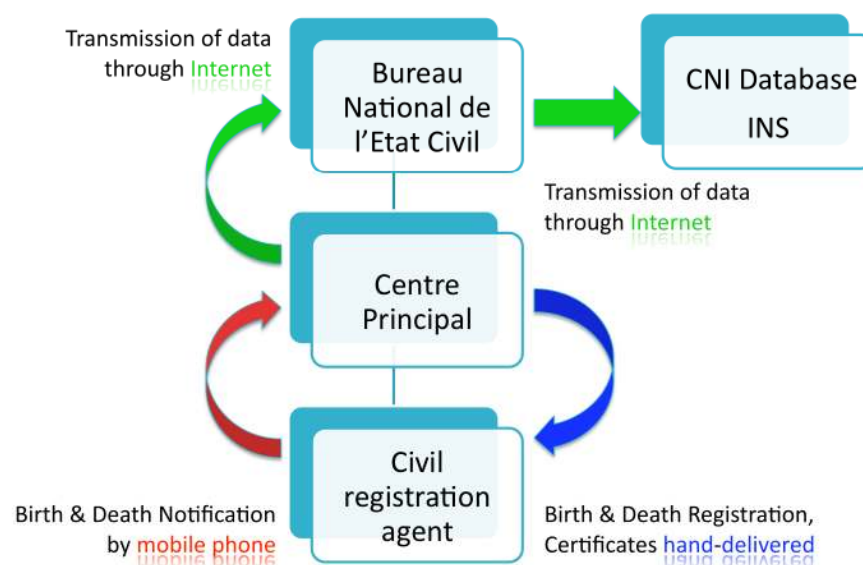 Transmission of data
through Internet
Bureau
National de
l'Etat Civil
CNI Database
INS
Transmission of data
through Internet
Centre
Principal
Civil
registration
agent
Birth & Death Notification
by mobile phone
Birth & Death Registration,
Certificates hand-delivered